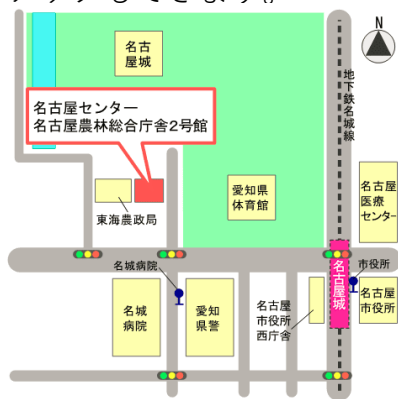 N
名古
屋城
地下鉄名城線
名古屋センター
名古屋農林総合庁舎2号館
愛知県
体育館
名古屋
医療
センター
東海農政局
名城病院
市役所
名古屋城
名城
病院
愛知
県警
名古屋
市役所
西庁舎
名古屋
市役所